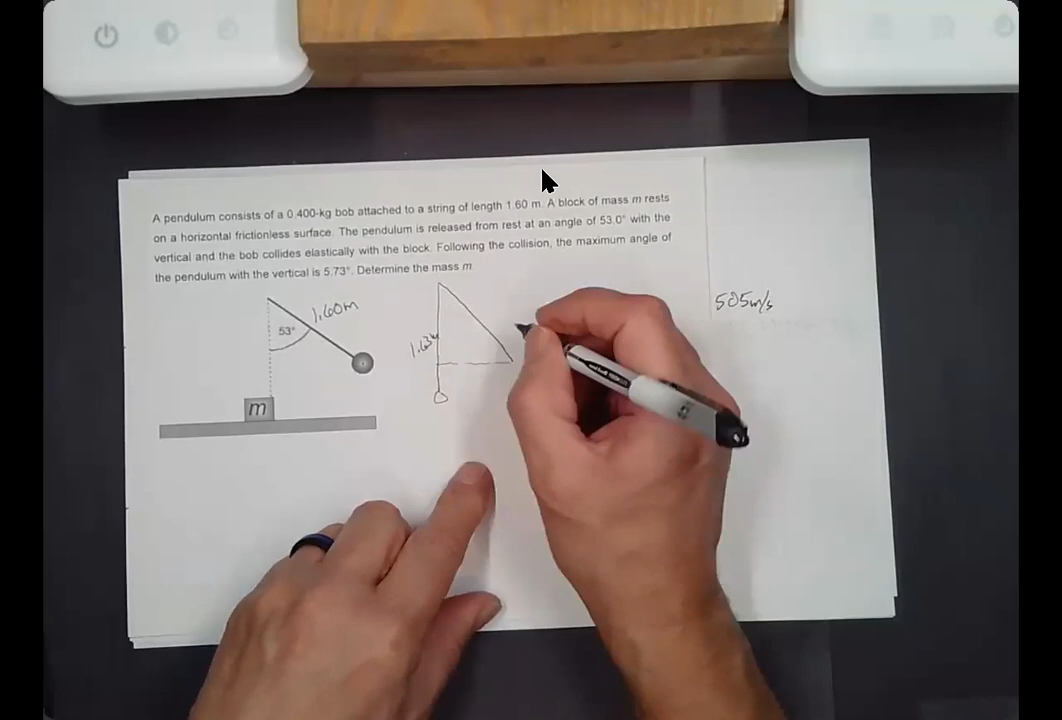 A pendulum consists of a 0.400-kg bob attached to a string of length 1.60 m. A block of mass m rests
on a horizontal frictionless surface. The pendulum is released from rest at an angle of 53.0° with the
vertical and the bob collides elastically with the block. Following the collision, the maximum angle of
the pendulum with the vertical is 5.73°. Determine the mass m
1.60m
53°
m
505m/s